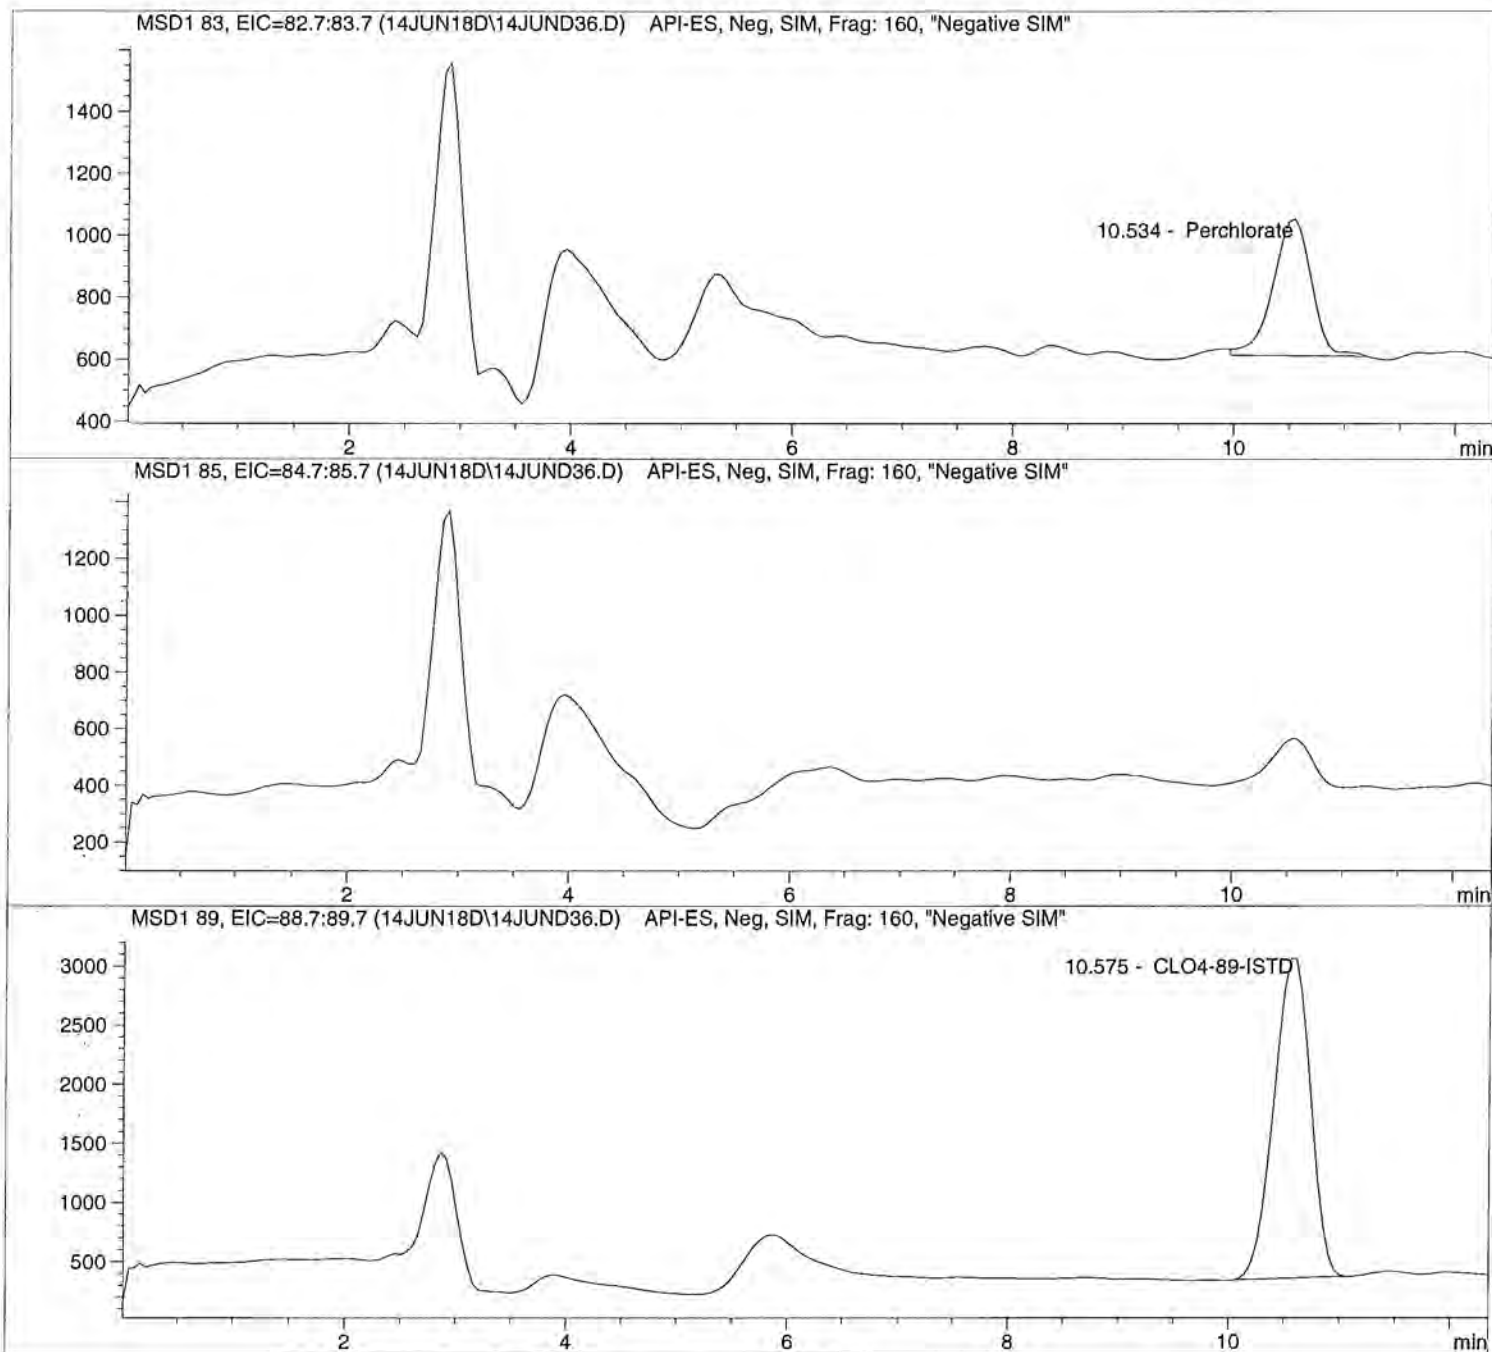 MSD1 83, EIC=82.7:83.7 (14JUN18D\14JUND36.D) API-ES, Neg, SIM, Frag: 160, "Negative SIM"
1400
1200
10.534 - Perchlorate
1000
800
600
400
2 4 6 8 10 min
MSD1 85, EIC=84.7:85.7 (14JUN18D\14JUND36.D) API-ES, Neg, SIM, Frag: 160, "Negative SIM"
1200
1000
800
600
400
200
2 4 6 8 10 min
MSD1 89, EIC=88.7:89.7 (14JUN18D\14JUND36.D) API-ES, Neg, SIM, Frag: 160, "Negative SIM"
3000
10.575 - CLO4-89-ISTD
2500
2000
1500
1000
500
2 4 6 8 10 min